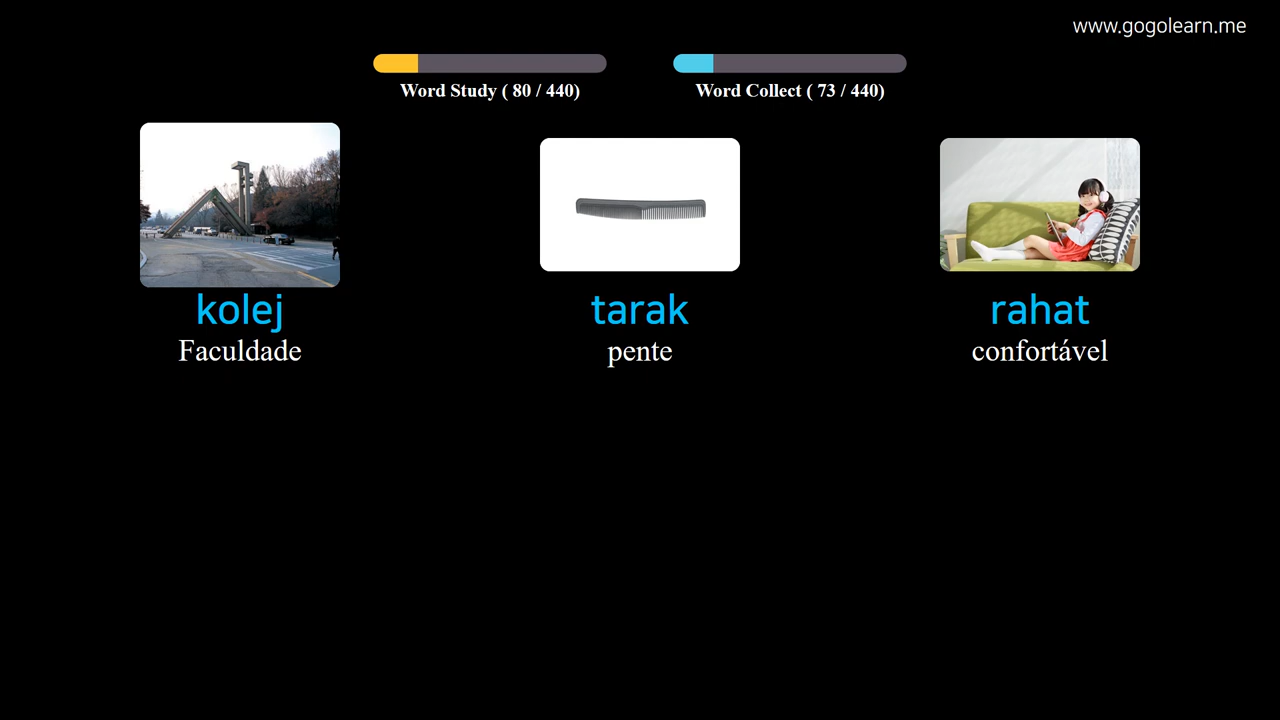 www.gogolearn.me
Word Study ( 80 / 440)
Word Collect ( 73 / 440)
kolej
Faculdade
tarak
pente
rahat
confortável